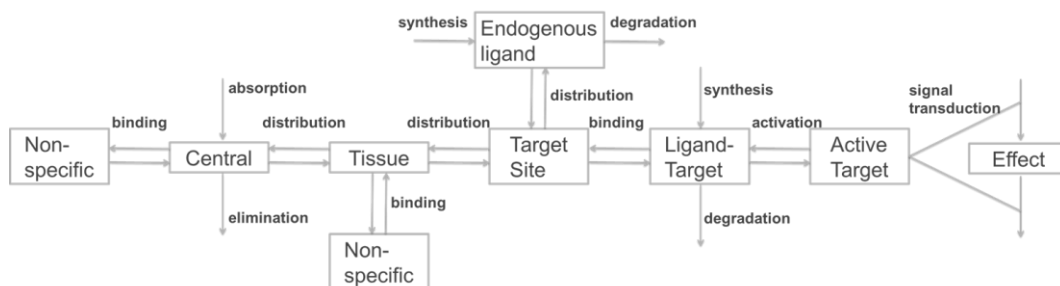 synthesis
Endogenous
ligand
degradation
absorption
distribution
synthesis
signal
transduction
binding
distribution
distribution
binding
activation
Non-
specific
Central
Tissue
Target
Site
Ligand-
Target
Active
Target
Effect
elimination
binding
degradation
Non-
specific